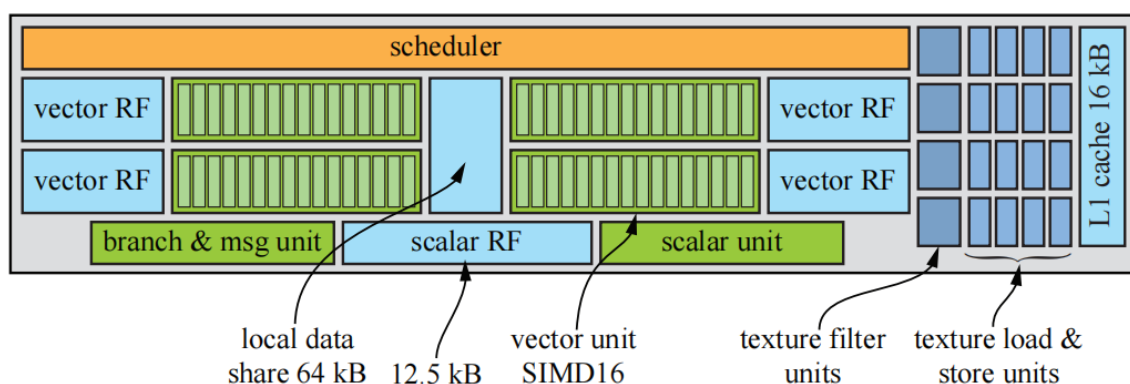 scheduler
vector RF
vector RF
vector RF
vector RF
L1 cache 16 kB
branch & msg unit
scalar RF
scalar unit
local data
share 64 kB
12.5 kB
vector unit
SIMD16
texture filter
units
texture load &
store units